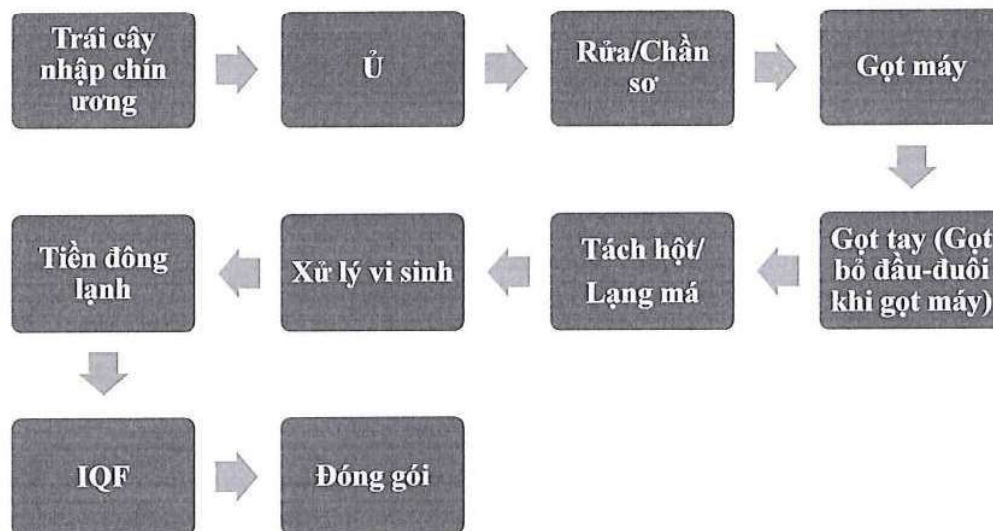 Trái cây
nhập chín
ương
Ủ
Rửa/Chần
sơ
Gọt máy
Gọt tay (Gọt
bỏ đầu-đuôi
khi gọt máy)
Tách hột/
Lạng má
Xử lý vi sinh
Tiền đông
lạnh
IQF
Đóng gói